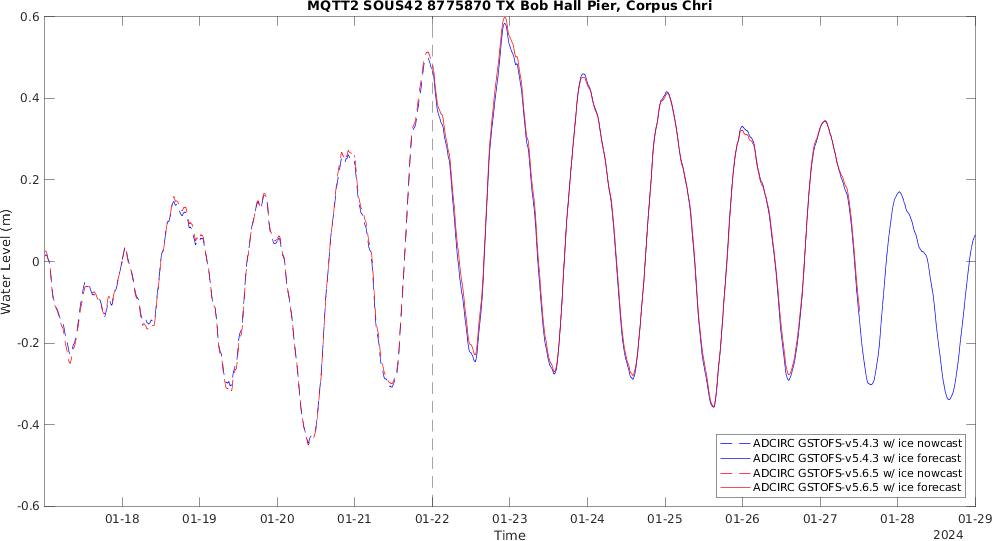 MQTT2 SOUS42 8775870 TX Bob Hall Pier, Corpus Chri
0.6
0.4
0.2
0
-0.2
-0.4
-0.6
Water Level (m)
ADCIRC GSTOFS-v5.4.3 w/ ice nowcast
ADCIRC GSTOFS-v5.4.3 w/ ice forecast
ADCIRC GSTOFS-v5.6.5 w/ ice nowcast
ADCIRC GSTOFS-v5.6.5 w/ ice forecast
01-18 01-19 01-20 01-21 01-22 01-23 01-24 01-25 01-26 01-27 01-28 01-29
Time
2024